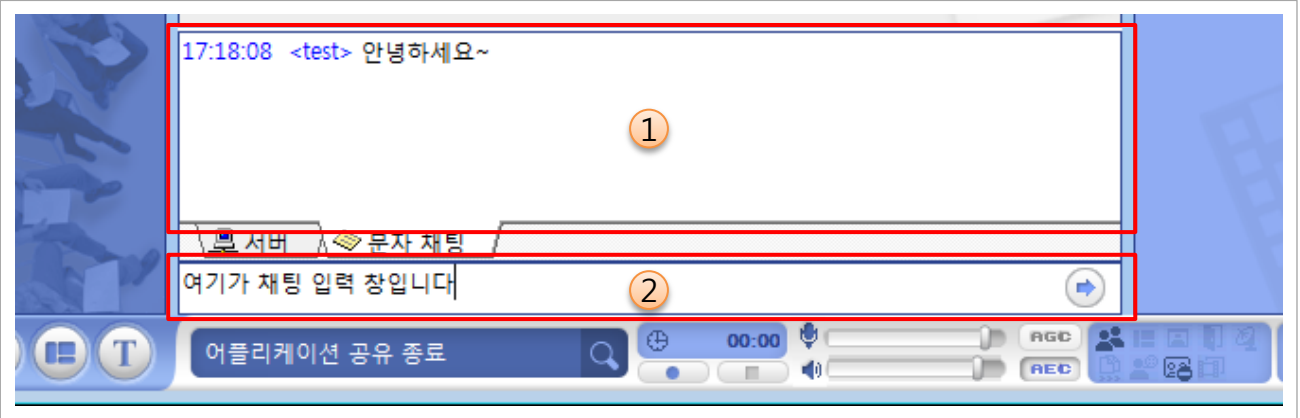 17:18:08 <test> 안녕하세요~
1
서버 문자 채팅
여기가 채팅 입력 창입니다
2
T 어플리케이션 공유 종료 00:00 AGC
AEC